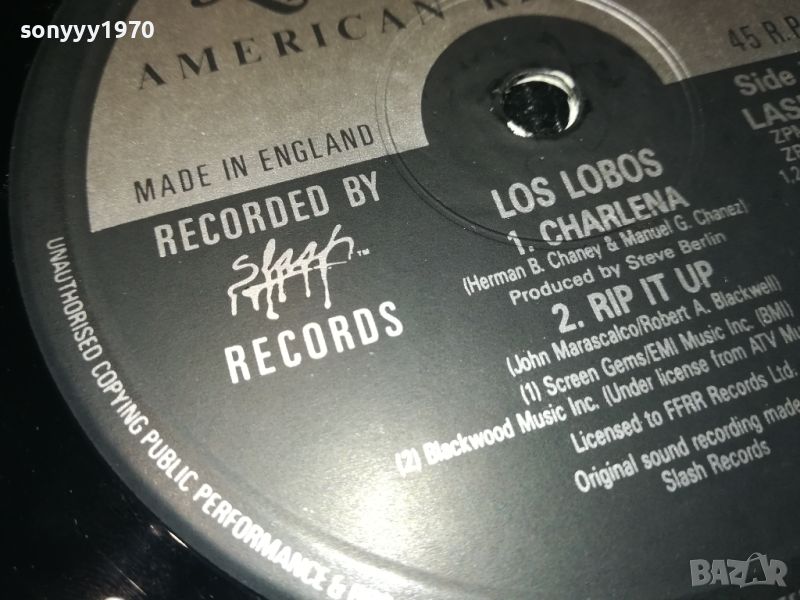 sonyyy1970
AMERICAN
45 R.P.
Side
LAS
MADE IN ENGLAND
RECORDED BY
Slash ™
RECORDS
LOS LOBOS
1. CHARLENA
(Herman B. Chaney & Manuel G. Chanez)
Produced by Steve Berlin
2. RIP IT UP
(John Marascalco/Robert A. Blackwell)
(1) Screen Gems/EMI Music Inc. (BMI)
(2) Blackwood Music Inc. (Under license from ATV Mu
Licensed to FFRR Records Ltd.
Original sound recording made
Slash Records
UNAUTHORISED COPYING PUBLIC PERFORMANCE &
BAZAR